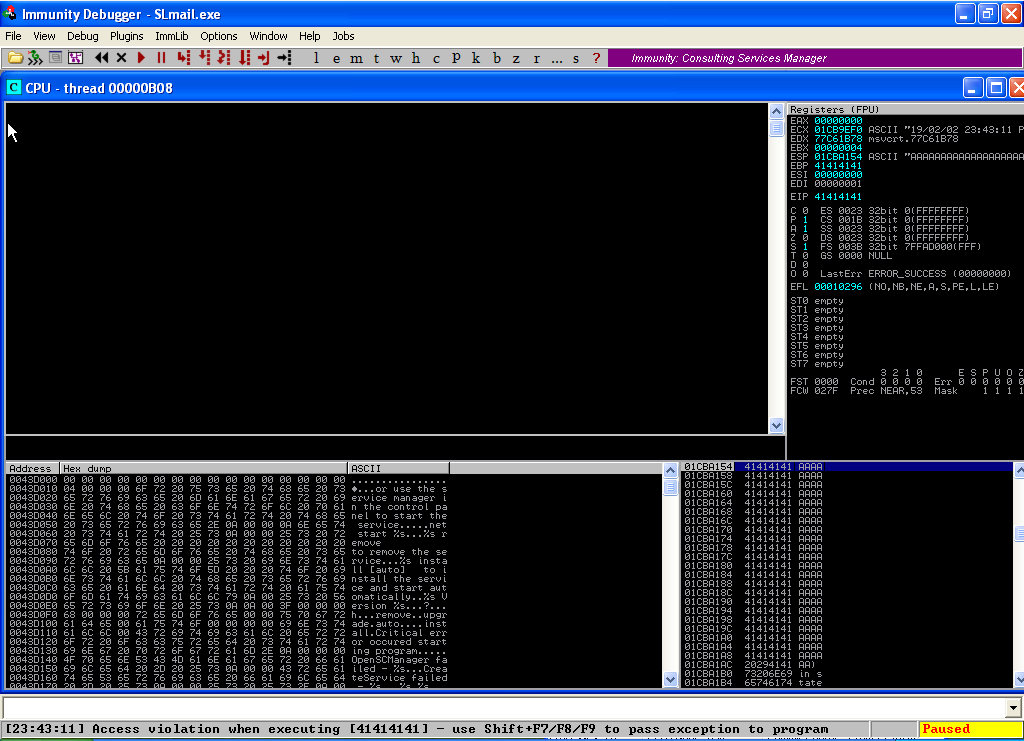 Immunity Debugger - SLmail.exe
File View Debug Plugins ImmLib Options Window Help Jobs
l e m t w h c P k b z r ... s ? Immunity: Consulting Services Manager
C CPU - thread 00000B08
Registers (FPU)
EAX 00000000
ECX 01CB9EF0 ASCII "19/02/02 23:43:11 P
EDX 77C61B78 msvcrt.77C61B78
EBX 00000004
ESP 01CBA154 ASCII "AAAAAAAAAAAAAAAAAAA
EBP 41414141
ESI 00000000
EDI 00000001
EIP 41414141
C 0 ES 0023 32bit 0(FFFFFFFF)
P 1 CS 001B 32bit 0(FFFFFFFF)
A 1 SS 0023 32bit 0(FFFFFFFF)
Z 0 DS 0023 32bit 0(FFFFFFFF)
S 1 FS 003B 32bit 7FFAD000(FFF)
T 0 GS 0000 NULL
D 0
O 0 LastErr ERROR_SUCCESS (00000000)
EFL 00010296 (NO,NB,NE,A,S,PE,L,LE)
ST0 empty
ST1 empty
ST2 empty
ST3 empty
ST4 empty
ST5 empty
ST6 empty
ST7 empty
3 2 1 0 E S P U O Z
FST 0000 Cond 0 0 0 0 Err 0 0 0 0 0 0
FCW 027F Prec NEAR,53 Mask 1 1 1 1
Address Hex dump ASCII
0043D000 00 00 00 00 00 00 00 00 00 00 00 00 00 00 00 00 ................
0043D010 04 00 00 00 6F 72 20 75 73 65 20 74 68 65 20 73 ♦...or use the s
0043D020 65 72 76 69 63 65 20 6D 61 6E 61 67 65 72 20 69 ervice manager i
0043D030 6E 20 74 68 65 20 63 6F 6E 74 72 6F 6C 20 70 61 n the control pa
0043D040 6E 65 6C 20 74 6F 20 73 74 61 72 74 20 74 68 65 nel to start the
0043D050 20 73 65 72 76 69 63 65 2E 0A 00 00 0A 6E 65 74 service.....net
0043D060 20 73 74 61 72 74 20 25 73 0A 00 00 25 73 20 72 start %s...%s r
0043D070 65 6D 6F 76 65 20 20 20 20 20 20 20 20 20 20 20 emove
0043D080 74 6F 20 72 65 6D 6F 76 65 20 74 68 65 20 73 65 to remove the se
0043D090 72 76 69 63 65 0A 00 00 25 73 20 69 6E 73 74 61 rvice...%s insta
0043D0A0 6C 6C 20 5B 61 75 74 6F 5D 20 20 20 74 6F 20 69 ll [auto] to i
0043D0B0 6E 73 74 61 6C 6C 20 74 68 65 20 73 65 72 76 69 nstall the servi
0043D0C0 63 65 20 61 6E 64 20 73 74 61 72 74 20 61 75 74 ce and start aut
0043D0D0 6F 6D 61 74 69 63 61 6C 6C 79 0A 00 25 73 20 56 omatically..%s V
0043D0E0 65 72 73 69 6F 6E 20 25 73 0A 0A 00 3F 00 00 00 ersion %s...?...
0043D0F0 68 00 00 00 72 65 6D 6F 76 65 00 00 75 70 67 72 h...remove..upgr
0043D100 61 64 65 00 61 75 74 6F 00 00 00 00 69 6E 73 74 ade.auto....inst
0043D110 61 6C 6C 00 43 72 69 74 69 63 61 6C 20 65 72 72 all.Critical err
0043D120 6F 72 20 6F 63 63 75 72 65 64 20 73 74 61 72 74 or occured start
0043D130 69 6E 67 20 70 72 6F 67 72 61 6D 2E 0A 00 00 00 ing program.....
0043D140 4F 70 65 6E 53 43 4D 61 6E 61 67 65 72 20 66 61 OpenSCManager fa
0043D150 69 6C 65 64 20 2D 20 25 73 0A 00 00 43 72 65 61 iled - %s...Crea
0043D160 74 65 53 65 72 76 69 63 65 20 66 61 69 6C 65 64 teService failed
01CBA154 41414141 AAAA
01CBA158 41414141 AAAA
01CBA15C 41414141 AAAA
01CBA160 41414141 AAAA
01CBA164 41414141 AAAA
01CBA168 41414141 AAAA
01CBA16C 41414141 AAAA
01CBA170 41414141 AAAA
01CBA174 41414141 AAAA
01CBA178 41414141 AAAA
01CBA17C 41414141 AAAA
01CBA180 41414141 AAAA
01CBA184 41414141 AAAA
01CBA188 41414141 AAAA
01CBA18C 41414141 AAAA
01CBA190 41414141 AAAA
01CBA194 41414141 AAAA
01CBA198 41414141 AAAA
01CBA19C 41414141 AAAA
01CBA1A0 41414141 AAAA
01CBA1A4 41414141 AAAA
01CBA1A8 41414141 AAAA
01CBA1AC 20294141 AA)
01CBA1B0 73206E69 in s
01CBA1B4 65746174 tate
[23:43:11] Access violation when executing [41414141] - use Shift+F7/F8/F9 to pass exception to program Paused